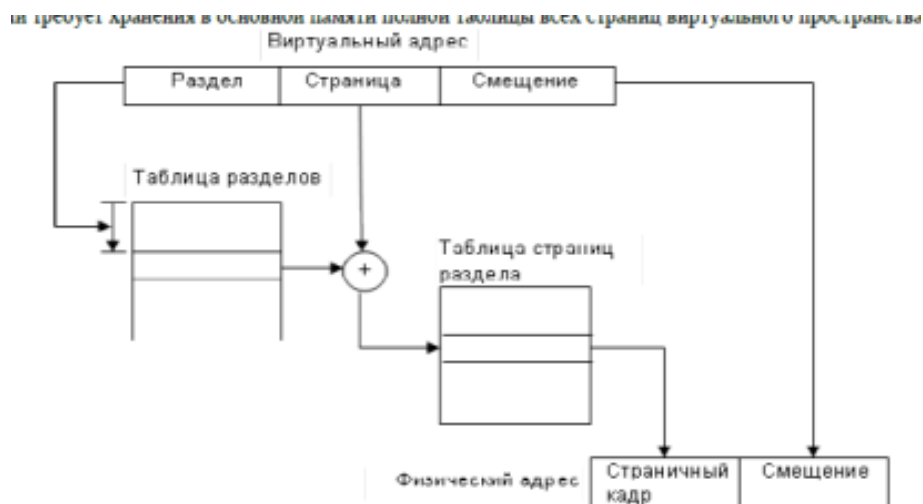 ии требует хранения в основной памяти полной таблицы всех страниц виртуального пространства
Виртуальный адрес
Раздел Страница Смещение
Таблица разделов
+
Таблица страниц
раздела
Физический адрес
Страничный
кадр
Смещение